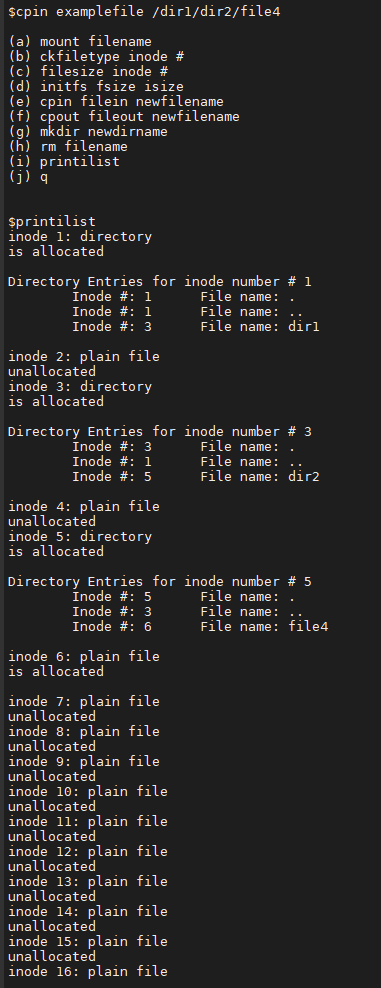 $cpin examplefile /dir1/dir2/file4
(a) mount filename
(b) ckfiletype inode #
(c) filesize inode #
(d) initfs fsize isize
(e) cpin filein newfilename
(f) cpout fileout newfilename
(g) mkdir newdirname
(h) rm filename
(i) printilist
(j) q
$printilist
inode 1: directory
is allocated
Directory Entries for inode number # 1
Inode #: 1 File name: .
Inode #: 1 File name: ..
Inode #: 3 File name: dir1
inode 2: plain file
unallocated
inode 3: directory
is allocated
Directory Entries for inode number # 3
Inode #: 3 File name: .
Inode #: 1 File name: ..
Inode #: 5 File name: dir2
inode 4: plain file
unallocated
inode 5: directory
is allocated
Directory Entries for inode number # 5
Inode #: 5 File name: .
Inode #: 3 File name: ..
Inode #: 6 File name: file4
inode 6: plain file
is allocated
inode 7: plain file
unallocated
inode 8: plain file
unallocated
inode 9: plain file
unallocated
inode 10: plain file
unallocated
inode 11: plain file
unallocated
inode 12: plain file
unallocated
inode 13: plain file
unallocated
inode 14: plain file
unallocated
inode 15: plain file
unallocated
inode 16: plain file